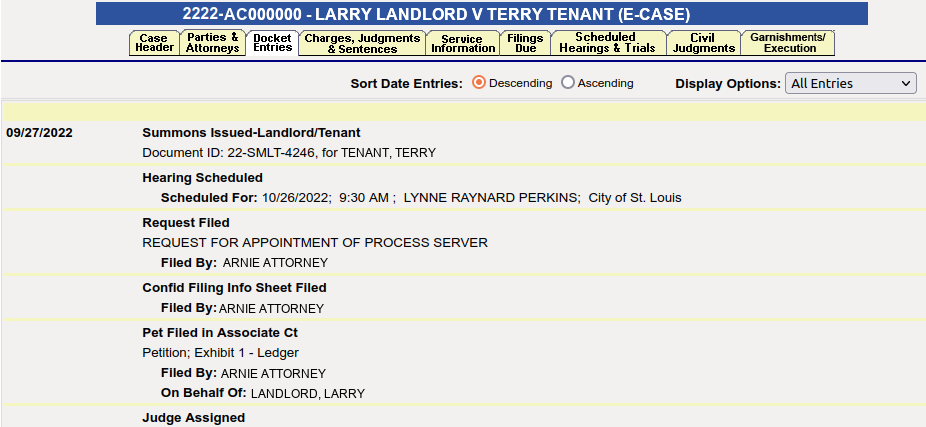 2222-AC000000 - LARRY LANDLORD V TERRY TENANT (E-CASE)
Case Header
Parties & Attorneys
Docket Entries
Charges, Judgments & Sentences
Service Information
Filings Due
Scheduled Hearings & Trials
Civil Judgments
Garnishments/ Execution
Sort Date Entries: Descending Ascending Display Options: All Entries
09/27/2022 Summons Issued-Landlord/Tenant
Document ID: 22-SMLT-4246, for TENANT, TERRY
Hearing Scheduled
Scheduled For: 10/26/2022; 9:30 AM ; LYNNE RAYNARD PERKINS; City of St. Louis
Request Filed
REQUEST FOR APPOINTMENT OF PROCESS SERVER
Filed By: ARNIE ATTORNEY
Confid Filing Info Sheet Filed
Filed By: ARNIE ATTORNEY
Pet Filed in Associate Ct
Petition; Exhibit 1 - Ledger
Filed By: ARNIE ATTORNEY
On Behalf Of: LANDLORD, LARRY
Judge Assigned